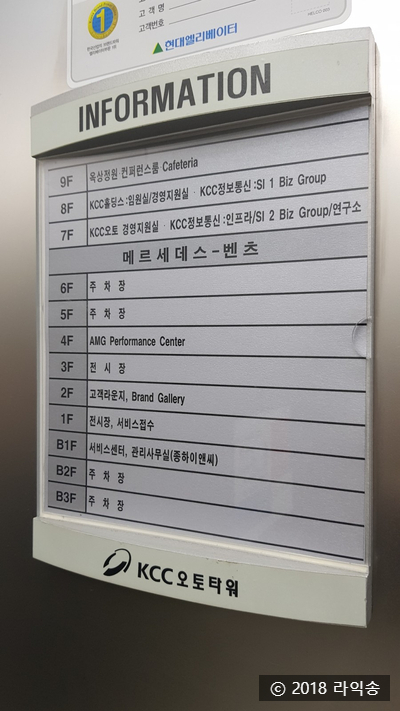 고 객 명
고객번호
현대엘리베이터
INFORMATION
9F 옥상정원·컨퍼런스룸·Cafeteria
8F KCC홀딩스:임원실/경영지원실 · KCC정보통신:SI 1 Biz Group
7F KCC오토 경영지원실 · KCC정보통신:인프라/SI 2 Biz Group/연구소
메르세데스-벤츠
6F 주 차 장
5F 주 차 장
4F AMG Performance Center
3F 전 시 장
2F 고객라운지, Brand Gallery
1F 전시장, 서비스접수
B1F 서비스센터, 관리사무실(종하이앤씨)
B2F 주 차 장
B3F 주 차 장
KCC오토타워
© 2018 라익송